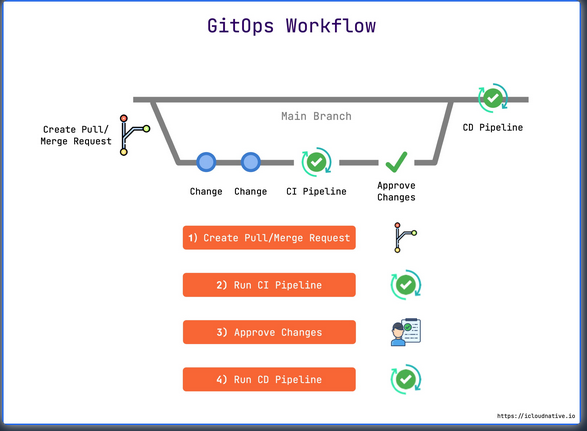 GitOps Workflow
Main Branch
Create Pull/
Merge Request
CD Pipeline
Change
Change
CI Pipeline
Approve
Changes
1) Create Pull/Merge Request
2) Run CI Pipeline
3) Approve Changes
4) Run CD Pipeline
https://icloudnative.io